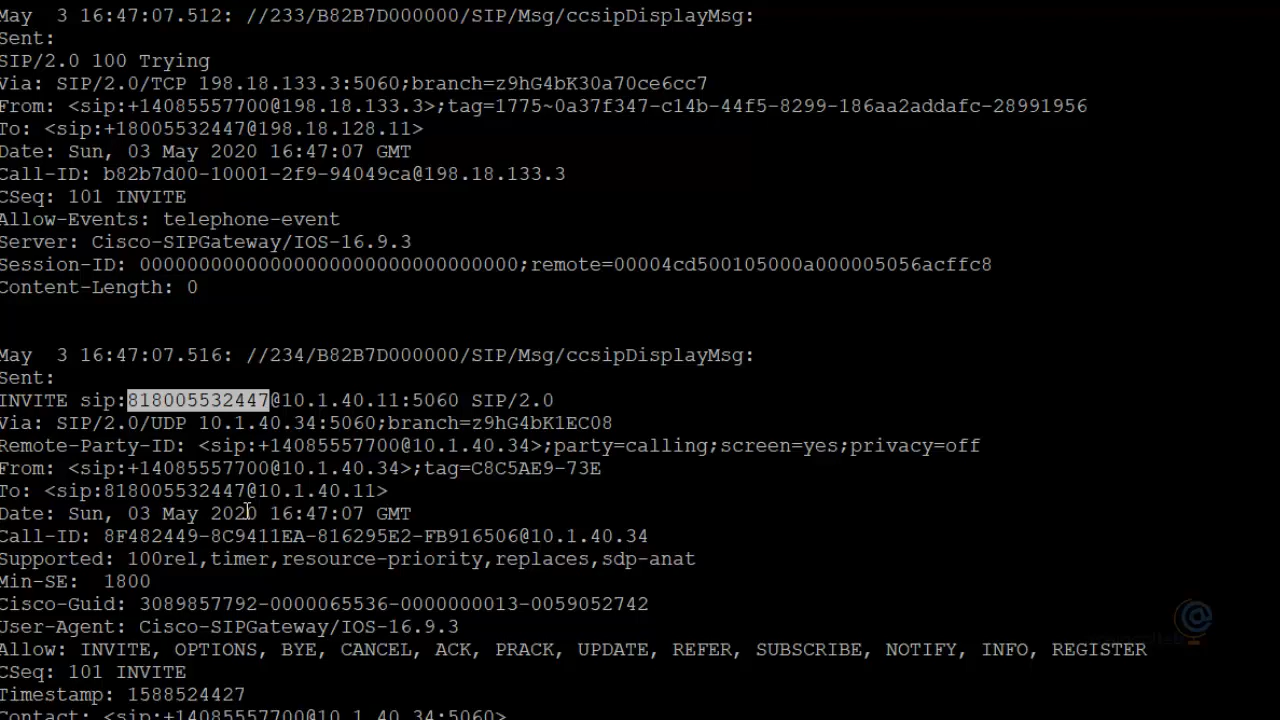 May  3 16:47:07.512: //233/B82B7D000000/SIP/Msg/ccsipDisplayMsg:
Sent:
SIP/2.0 100 Trying
Via: SIP/2.0/TCP 198.18.133.3:5060;branch=z9hG4bK30a70ce6cc7
From: <sip:+14085557700@198.18.133.3>;tag=1775~0a37f347-c14b-44f5-8299-186aa2addafc-28991956
To: <sip:+18005532447@198.18.128.11>
Date: Sun, 03 May 2020 16:47:07 GMT
Call-ID: b82b7d00-10001-2f9-94049ca@198.18.133.3
CSeq: 101 INVITE
Allow-Events: telephone-event
Server: Cisco-SIPGateway/IOS-16.9.3
Session-ID: 00000000000000000000000000000000;remote=00004cd500105000a000005056acffc8
Content-Length: 0
May  3 16:47:07.516: //234/B82B7D000000/SIP/Msg/ccsipDisplayMsg:
Sent:
INVITE sip:818005532447@10.1.40.11:5060 SIP/2.0
Via: SIP/2.0/UDP 10.1.40.34:5060;branch=z9hG4bK1EC08
Remote-Party-ID: <sip:+14085557700@10.1.40.34>;party=calling;screen=yes;privacy=off
From: <sip:+14085557700@10.1.40.34>;tag=C8C5AE9-73E
To: <sip:818005532447@10.1.40.11>
Date: Sun, 03 May 2020 16:47:07 GMT
Call-ID: 8F482449-8C9411EA-816295E2-FB916506@10.1.40.34
Supported: 100rel,timer,resource-priority,replaces,sdp-anat
Min-SE:  1800
Cisco-Guid: 3089857792-0000065536-0000000013-0059052742
User-Agent: Cisco-SIPGateway/IOS-16.9.3
Allow: INVITE, OPTIONS, BYE, CANCEL, ACK, PRACK, UPDATE, REFER, SUBSCRIBE, NOTIFY, INFO, REGISTER
CSeq: 101 INVITE
Timestamp: 1588524427
Contact: <sip:+14085557700@10.1.40.34:5060>